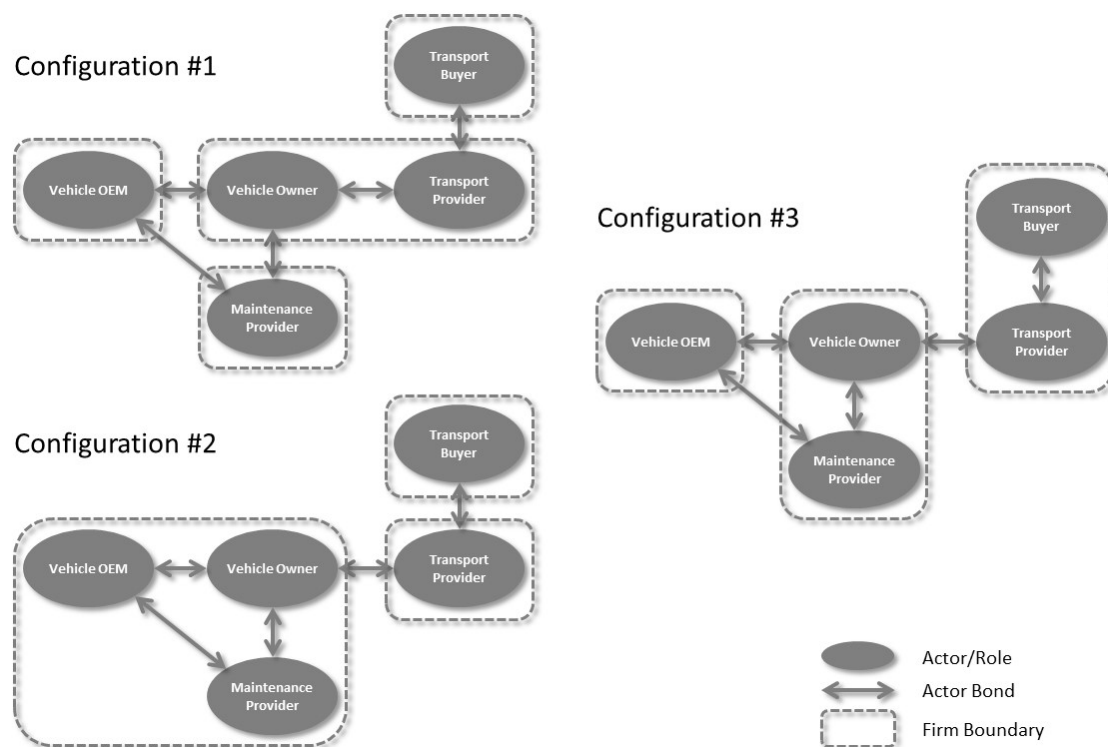 Configuration #1
Transport
Buyer
Vehicle OEM
Vehicle Owner
Transport
Provider
Maintenance
Provider
Configuration #2
Transport
Buyer
Vehicle OEM
Vehicle Owner
Transport
Provider
Maintenance
Provider
Configuration #3
Transport
Buyer
Vehicle OEM
Vehicle Owner
Transport
Provider
Maintenance
Provider
Actor/Role
Actor Bond
Firm Boundary